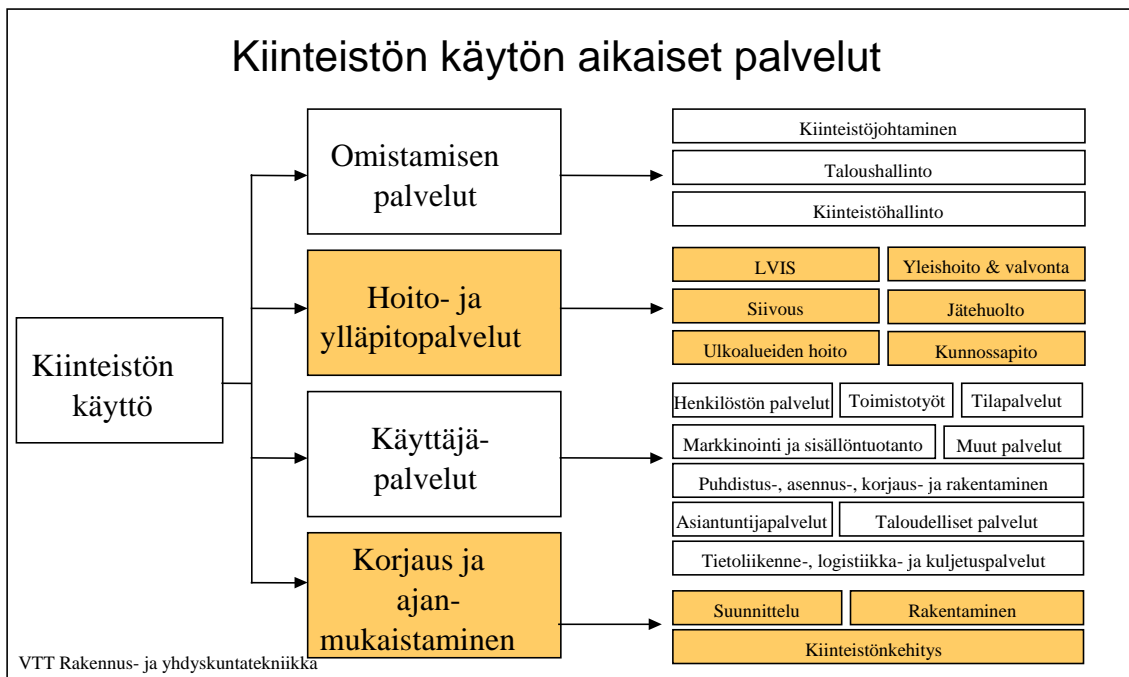 Kiinteistön käytön aikaiset palvelut
Kiinteistön
käyttö
Omistamisen
palvelut
Kiinteistöjohtaminen
Taloushallinto
Kiinteistöhallinto
Hoito- ja
ylläpitopalvelut
LVIS
Yleishoito & valvonta
Siivous
Jätehuolto
Ulkoalueiden hoito
Kunnossapito
Käyttäjä-
palvelut
Henkilöstön palvelut
Toimistotyöt
Tilapalvelut
Markkinointi ja sisällöntuotanto
Muut palvelut
Puhdistus-, asennus-, korjaus- ja rakentaminen
Asiantuntijapalvelut
Taloudelliset palvelut
Tietoliikenne-, logistiikka- ja kuljetuspalvelut
Korjaus ja
ajan-
mukaistaminen
Suunnittelu
Rakentaminen
Kiinteistönkehitys
VTT Rakennus- ja yhdyskuntatekniikka